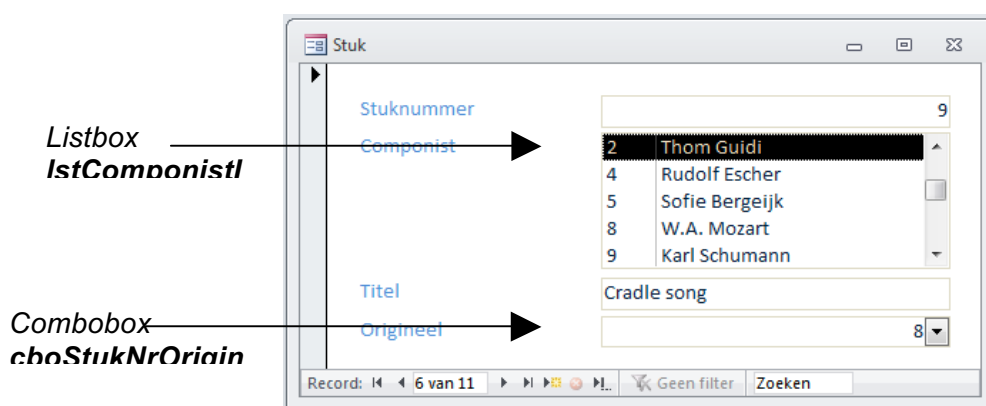 Stuk
Stuknummer 9
Listbox
lstComponistI
Componist
2 Thom Guidi
4 Rudolf Escher
5 Sofie Bergeijk
8 W.A. Mozart
9 Karl Schumann
Titel Cradle song
Combobox
cboStukNrOrigin
Origineel 8
Record: 6 van 11 Geen filter Zoeken